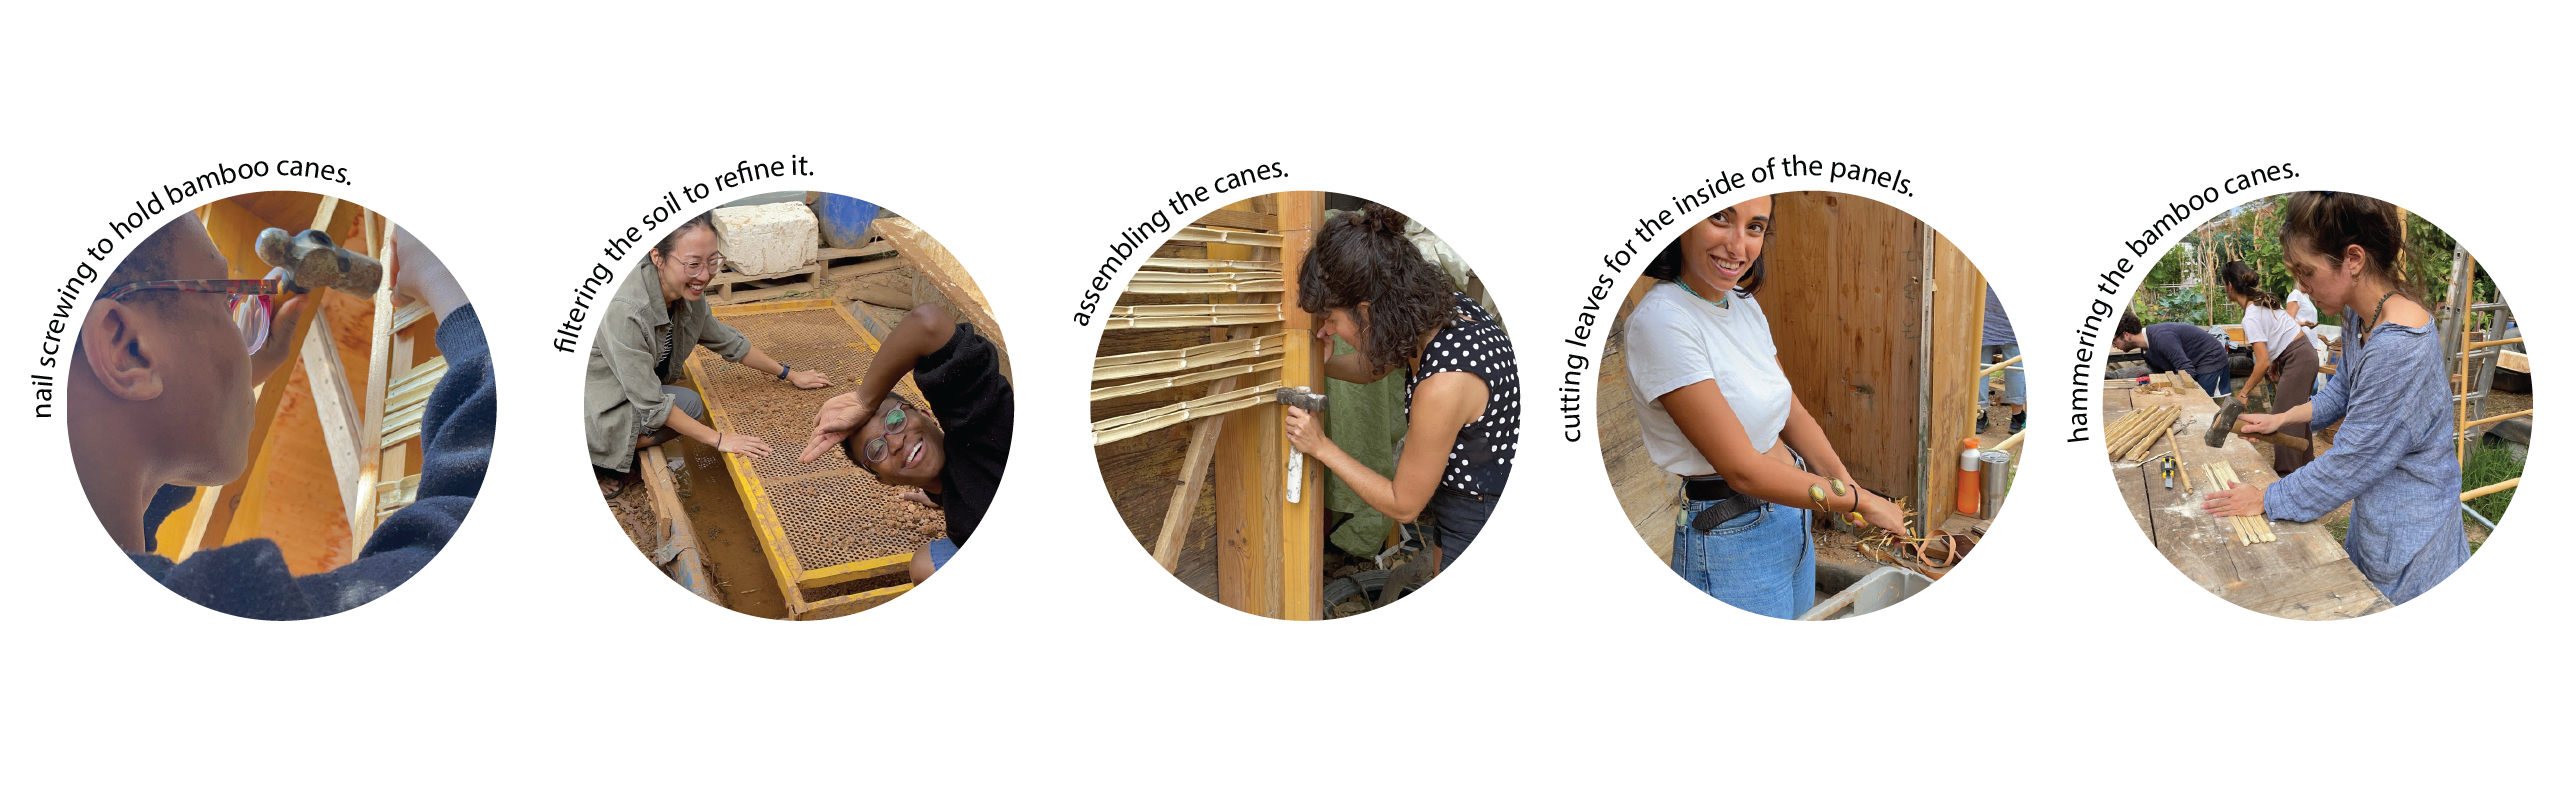 nail screwing to hold bamboo canes.
filtering the soil to refine it.
assembling the canes.
cutting leaves for the inside of the panels.
hammering the bamboo canes.